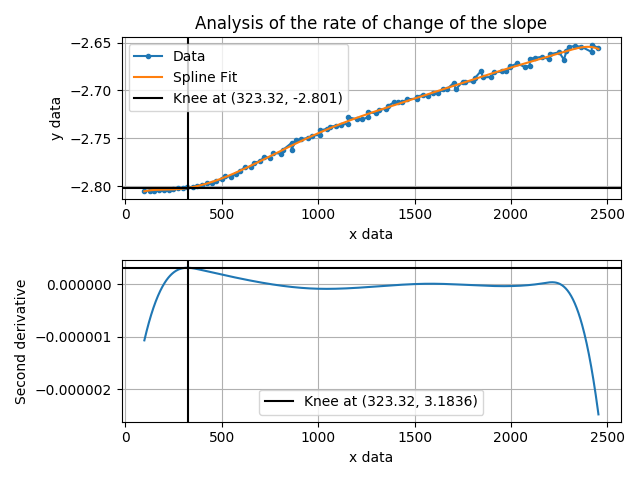 Analysis of the rate of change of the slope
−2.65
−2.70
−2.75
−2.80
y data
Data
Spline Fit
Knee at (323.32, -2.801)
0 500 1000 1500 2000 2500
x data
0.000000
−0.000001
−0.000002
Second derivative
Knee at (323.32, 3.1836)
0 500 1000 1500 2000 2500
x data